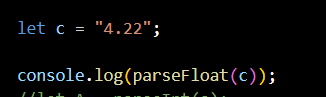 let c = "4.22";
console.log(parseFloat(c));